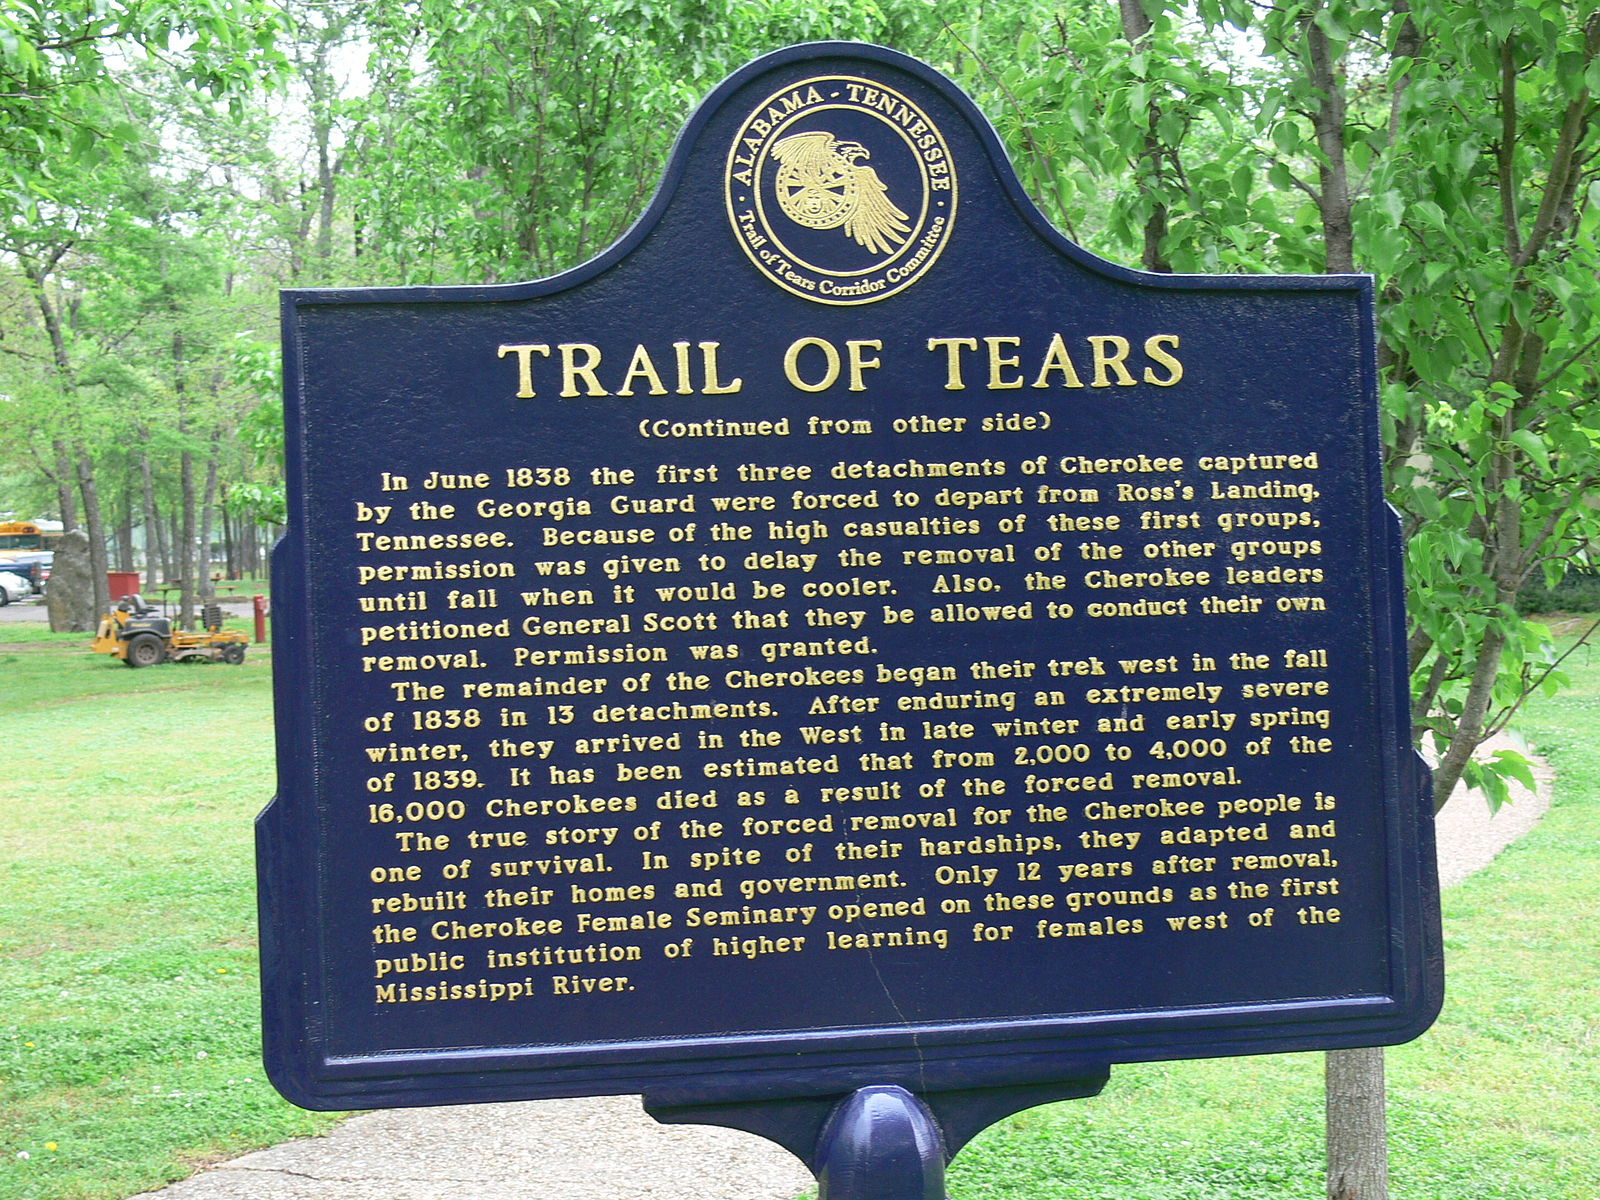 ALABAMA - TENNESSEE
Trail of Tears Corridor Committee
TRAIL OF TEARS
(Continued from other side)
In June 1838 the first three detachments of Cherokee captured
by the Georgia Guard were forced to depart from Ross's Landing,
Tennessee. Because of the high casualties of these first groups,
permission was given to delay the removal of the other groups
until fall when it would be cooler. Also, the Cherokee leaders
petitioned General Scott that they be allowed to conduct their own
removal. Permission was granted.
The remainder of the Cherokees began their trek west in the fall
of 1838 in 13 detachments. After enduring an extremely severe
winter, they arrived in the West in late winter and early spring
of 1839. It has been estimated that from 2,000 to 4,000 of the
16,000 Cherokees died as a result of the forced removal.
The true story of the forced removal for the Cherokee people is
one of survival. In spite of their hardships, they adapted and
rebuilt their homes and government. Only 12 years after removal,
the Cherokee Female Seminary opened on these grounds as the first
public institution of higher learning for females west of the
Mississippi River.